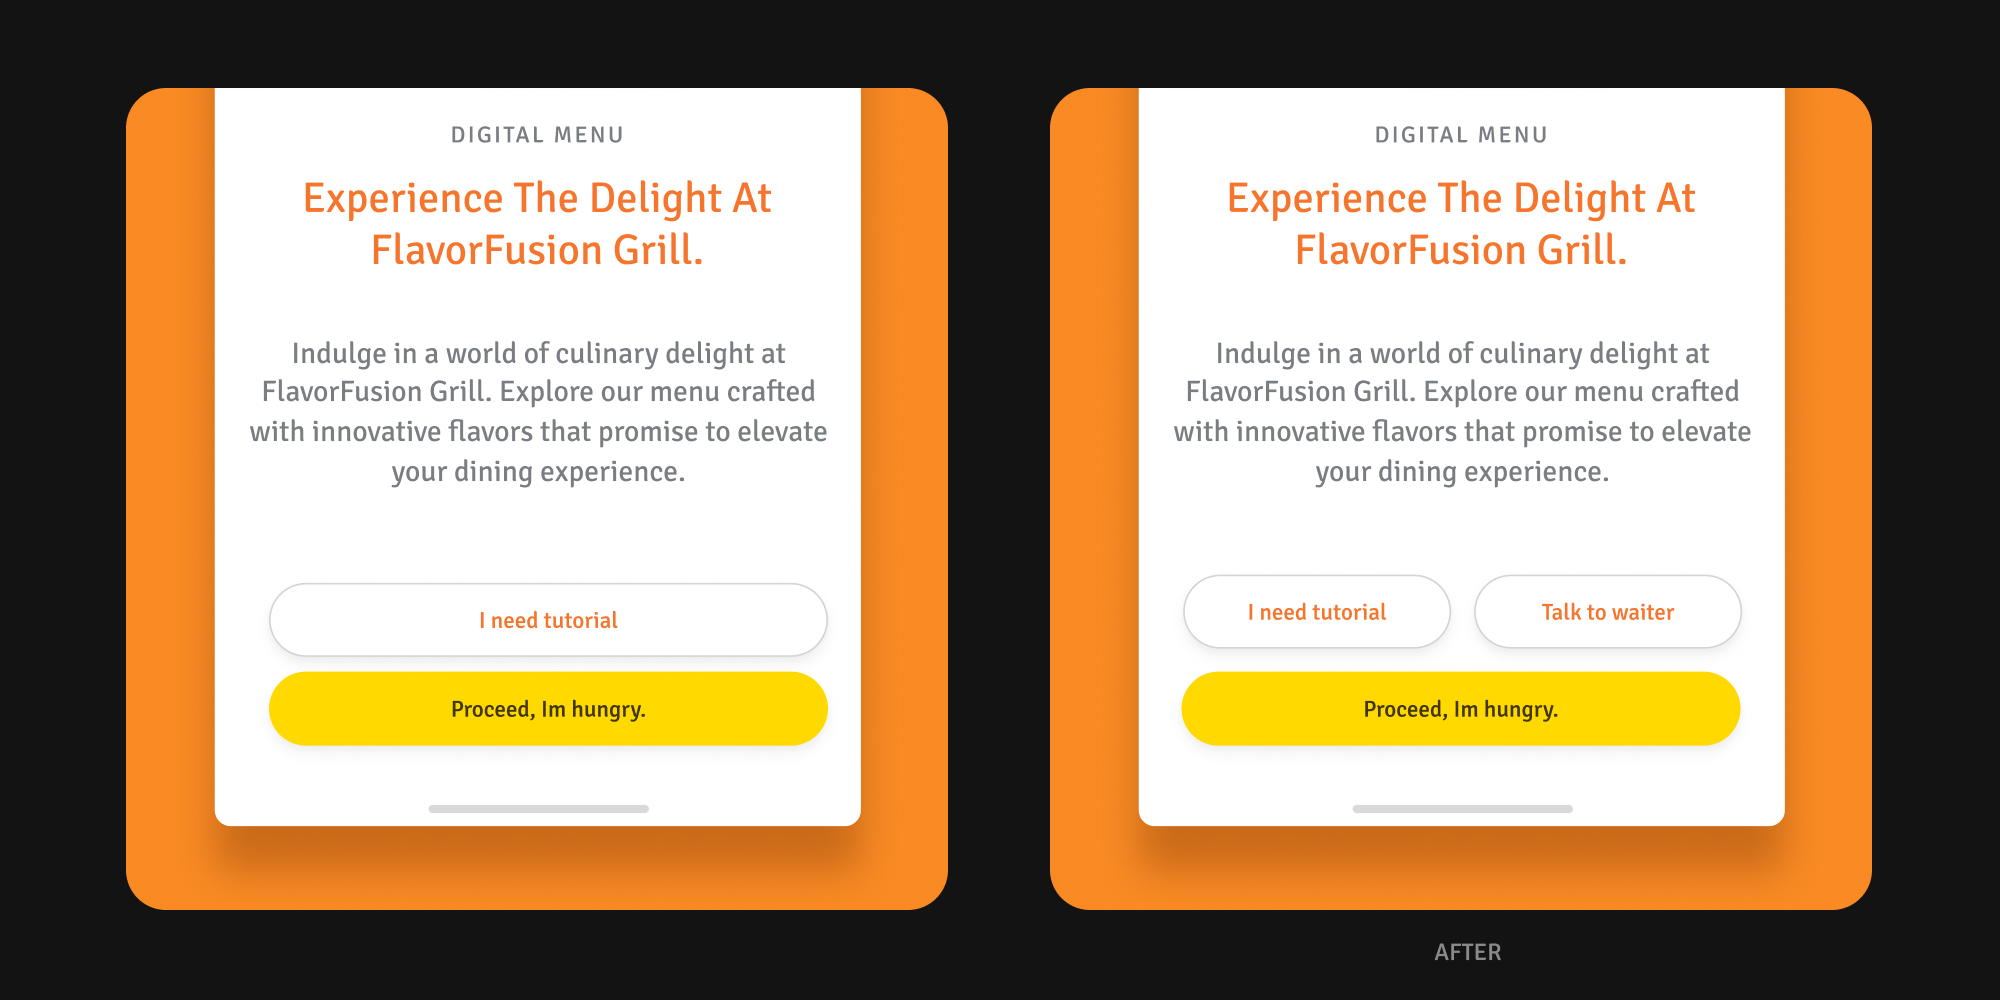 DIGITAL MENU
Experience The Delight At
FlavorFusion Grill.
Indulge in a world of culinary delight at
FlavorFusion Grill. Explore our menu crafted
with innovative flavors that promise to elevate
your dining experience.
I need tutorial
Proceed, Im hungry.
DIGITAL MENU
Experience The Delight At
FlavorFusion Grill.
Indulge in a world of culinary delight at
FlavorFusion Grill. Explore our menu crafted
with innovative flavors that promise to elevate
your dining experience.
I need tutorial
Talk to waiter
Proceed, Im hungry.
AFTER